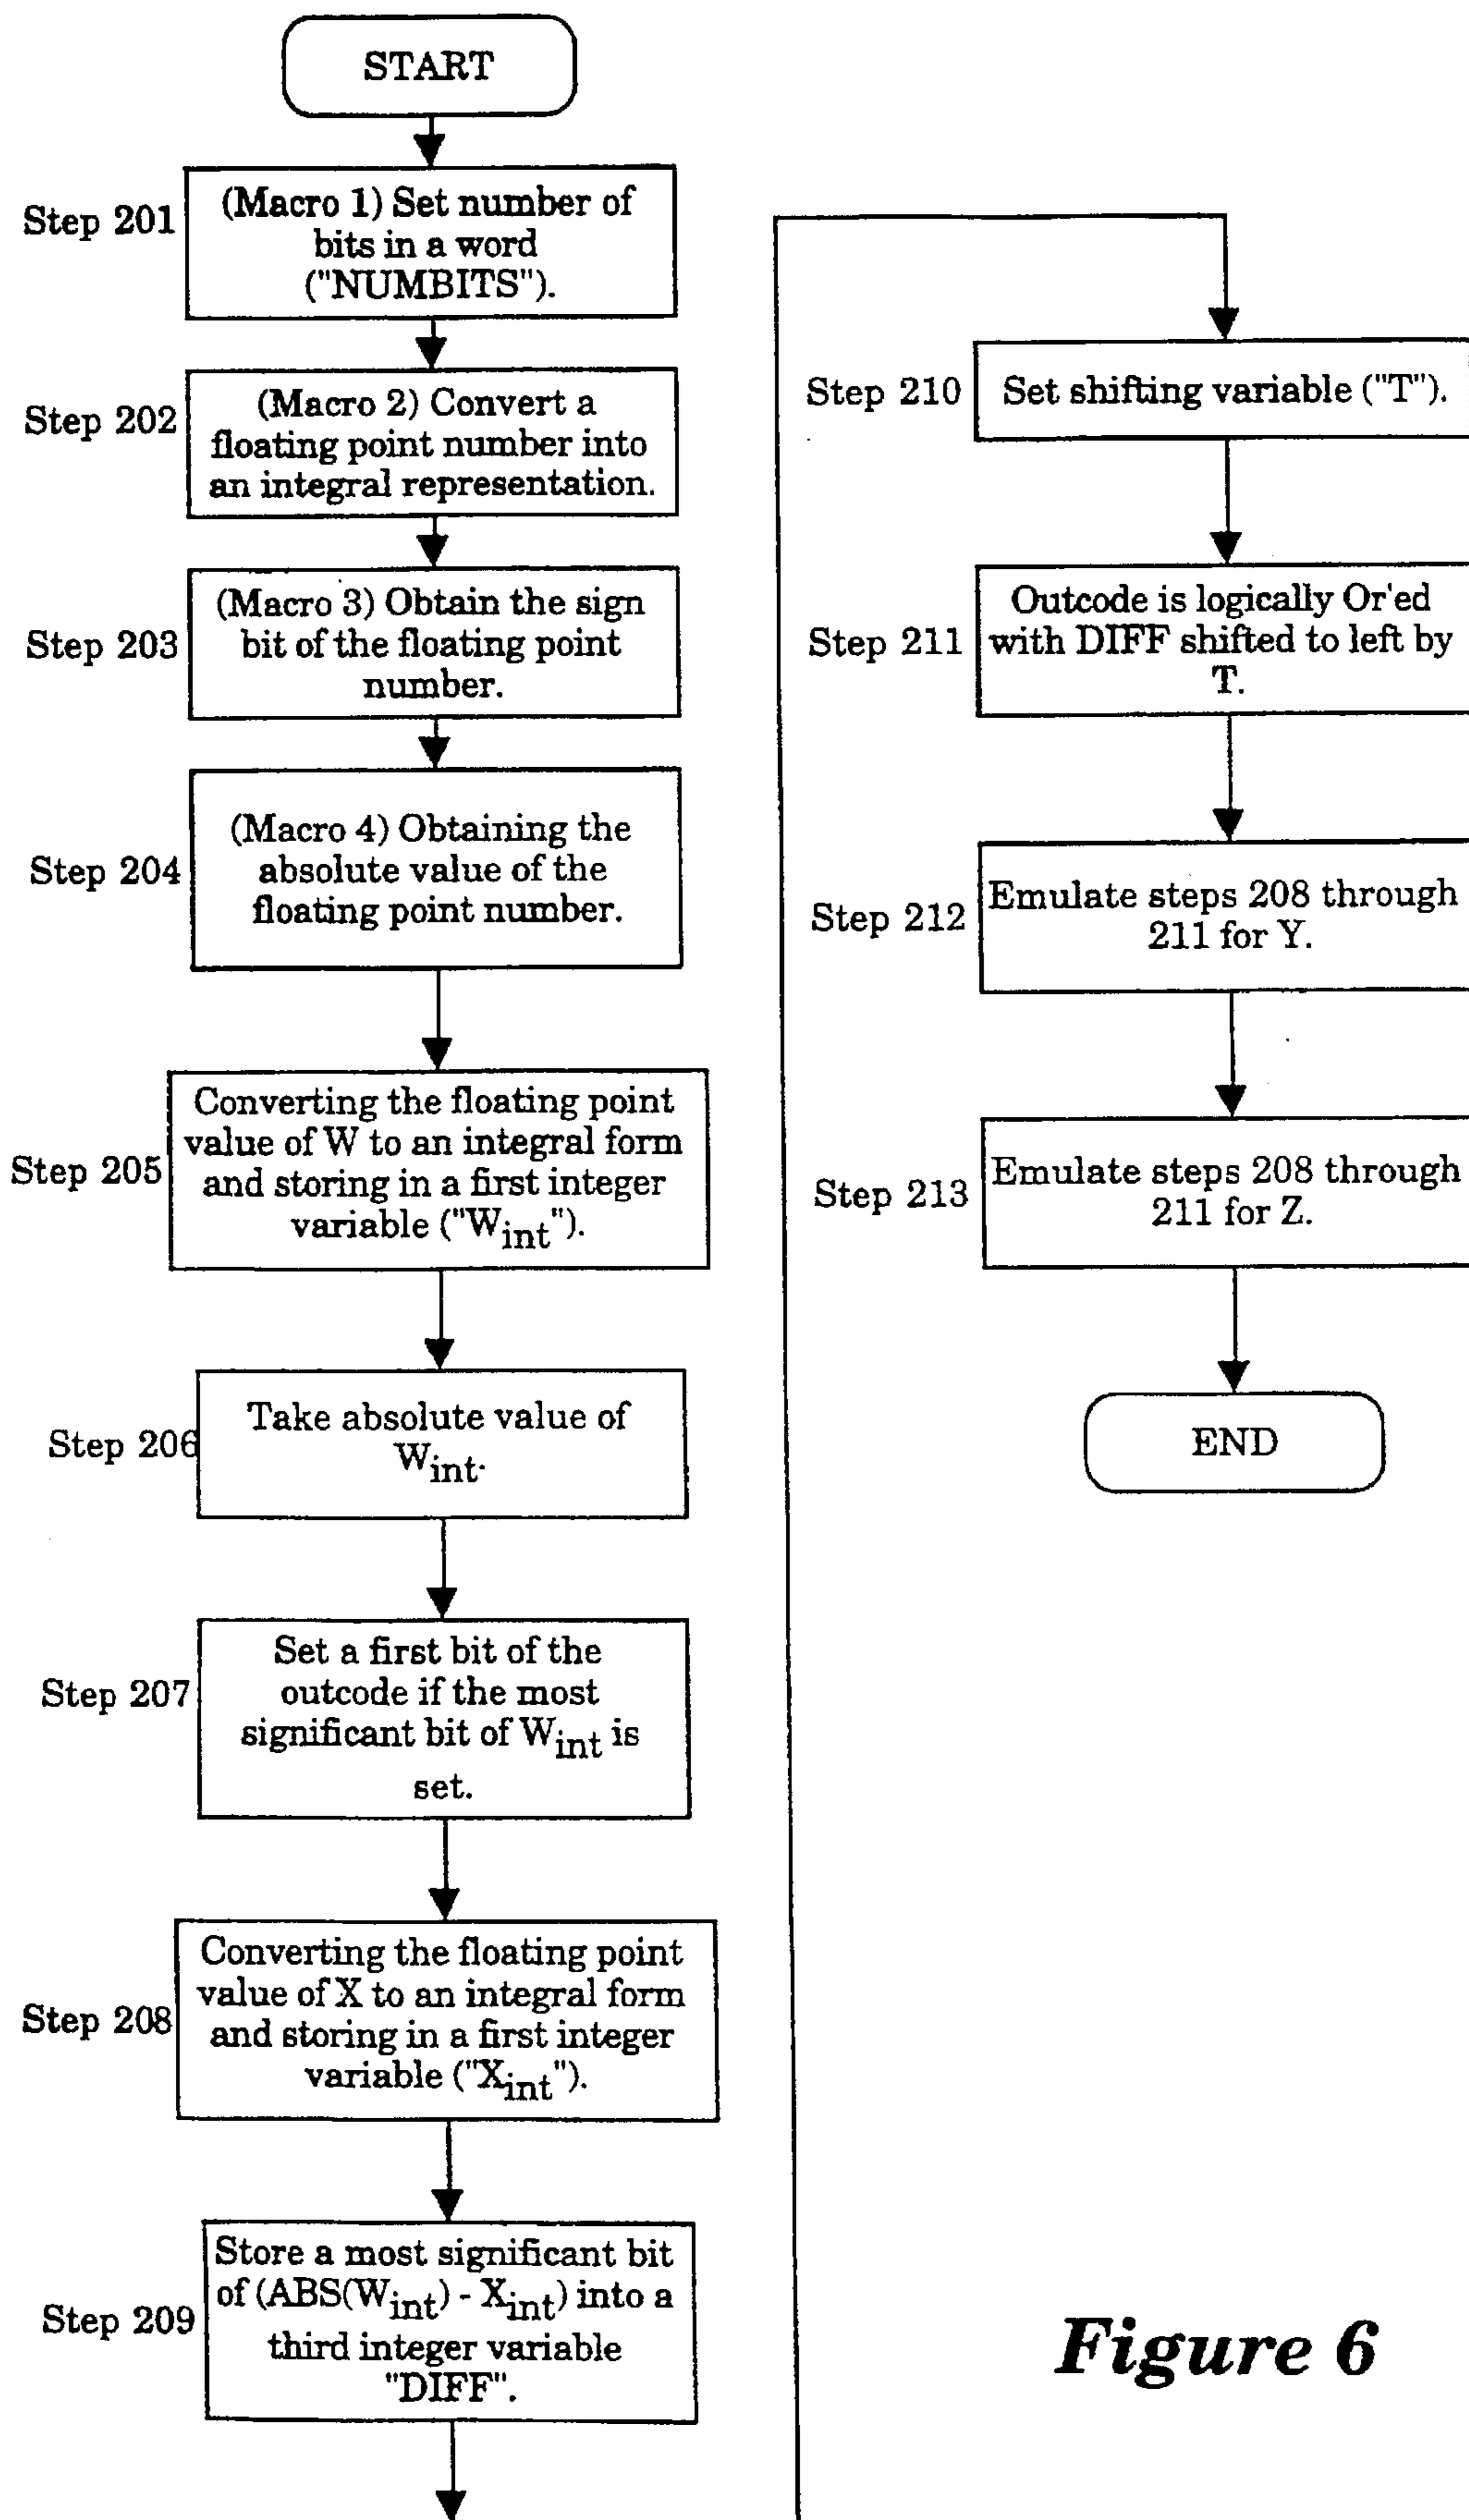 START
Step 201
(Macro 1) Set number of
bits in a word
("NUMBITS").
Step 202
(Macro 2) Convert a
floating point number into
an integral representation.
Step 203
(Macro 3) Obtain the sign
bit of the floating point
number.
Step 204
(Macro 4) Obtaining the
absolute value of the
floating point number.
Step 205
Converting the floating point
value of W to an integral form
and storing in a first integer
variable ("Wint").
Step 206
Take absolute value of
Wint.
Step 207
Set a first bit of the
outcode if the most
significant bit of Wint is
set.
Step 208
Converting the floating point
value of X to an integral form
and storing in a first integer
variable ("Xint").
Step 209
Store a most significant bit
of (ABS(Wint) - Xint) into a
third integer variable
"DIFF".
Step 210
Set shifting variable ("T").
Step 211
Outcode is logically Or'ed
with DIFF shifted to left by
T.
Step 212
Emulate steps 208 through
211 for Y.
Step 213
Emulate steps 208 through
211 for Z.
END
Figure 6